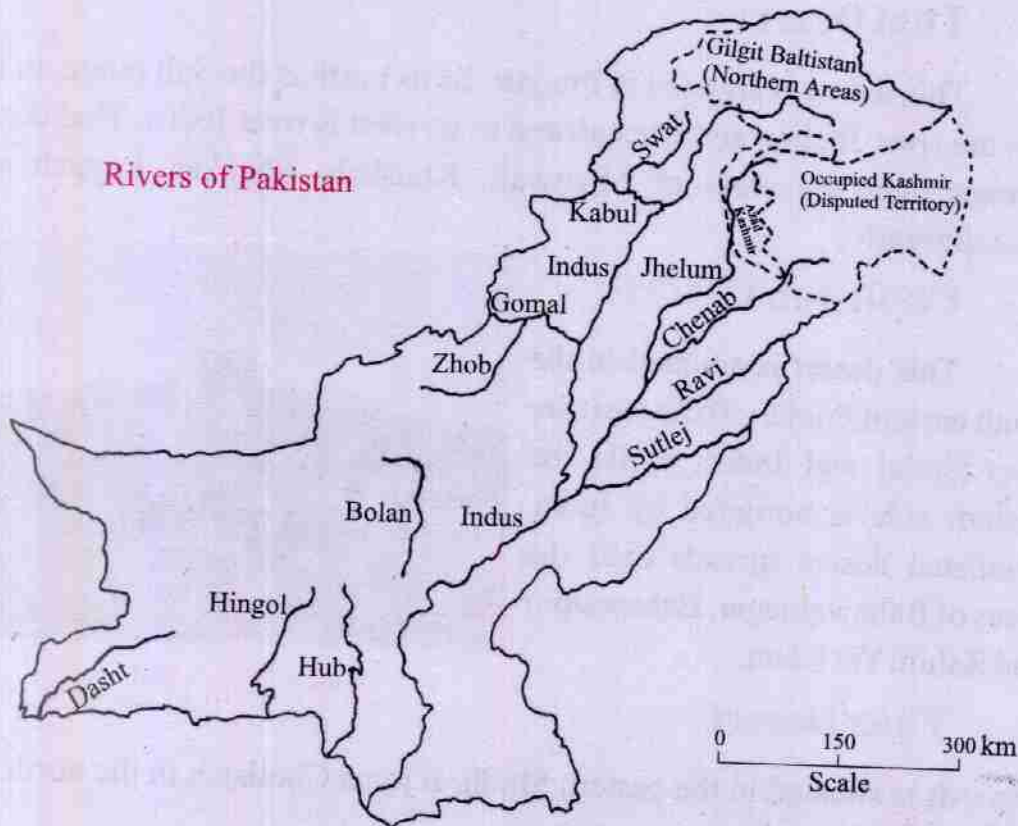 Gilgit Baltistan
(Northern Areas)
Swat
Rivers of Pakistan
Occupied Kashmir
(Disputed Territory)
Kabul
Azad
Kashmir
Indus
Jhelum
Gomal
Chenab
Zhob
Ravi
Sutlej
Bolan
Indus
Hingol
Hub
Dasht
0 150 300 km
Scale